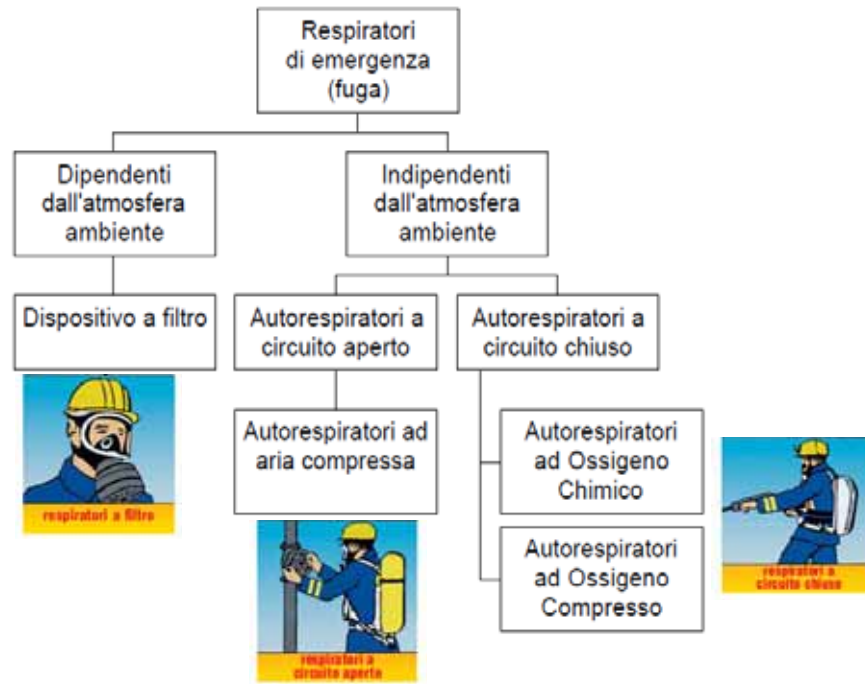 Respiratori
di emergenza
(fuga)
Dipendenti
dall'atmosfera
ambiente
Indipendenti
dall'atmosfera
ambiente
Dispositivo a filtro
Autorespiratori a
circuito aperto
Autorespiratori a
circuito chiuso
respiratori a filtro
Autorespiratori ad
aria compressa
Autorespiratori
ad Ossigeno
Chimico
respiratori a
circuito chiuso
Autorespiratori
ad Ossigeno
Compresso
respiratori a
circuito aperto